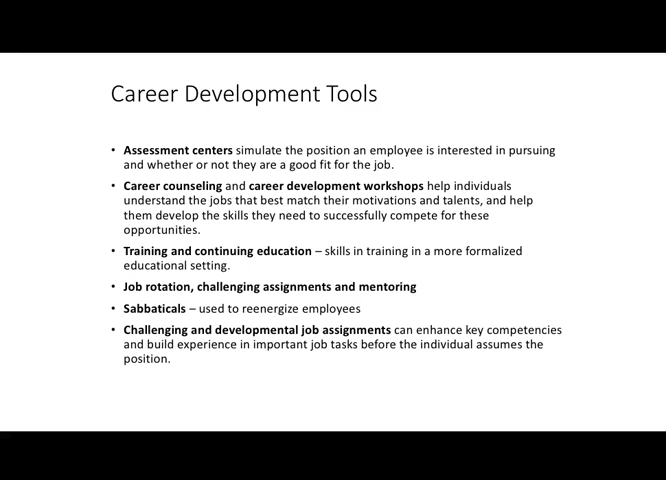 Career Development Tools
• Assessment centers simulate the position an employee is interested in pursuing
and whether or not they are a good fit for the job.
• Career counseling and career development workshops help individuals
understand the jobs that best match their motivations and talents, and help
them develop the skills they need to successfully compete for these
opportunities.
• Training and continuing education – skills in training in a more formalized
educational setting.
• Job rotation, challenging assignments and mentoring
• Sabbaticals – used to reenergize employees
• Challenging and developmental job assignments can enhance key competencies
and build experience in important job tasks before the individual assumes the
position.